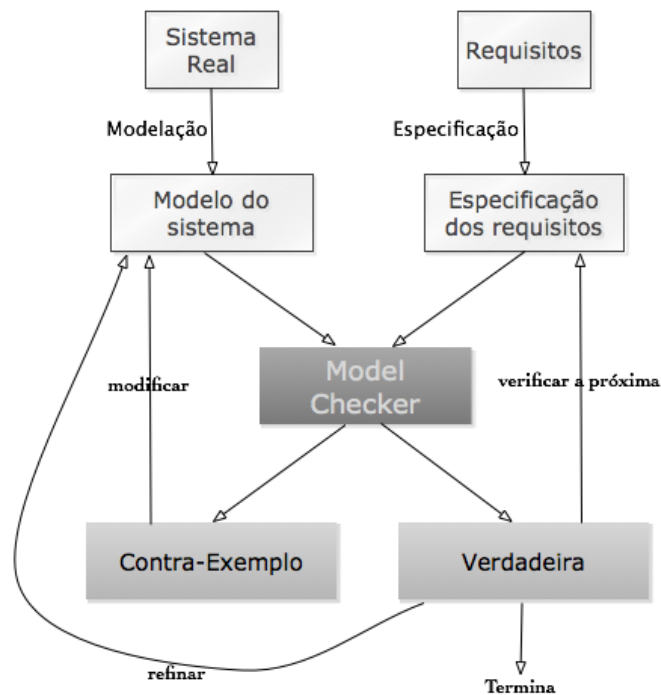 Sistema
Real
Requisitos
Modelação
Especificação
Modelo do
sistema
Especificação
dos requisitos
Model
Checker
modificar
verificar a próxima
Contra-Exemplo
Verdadeira
refinar
Termina